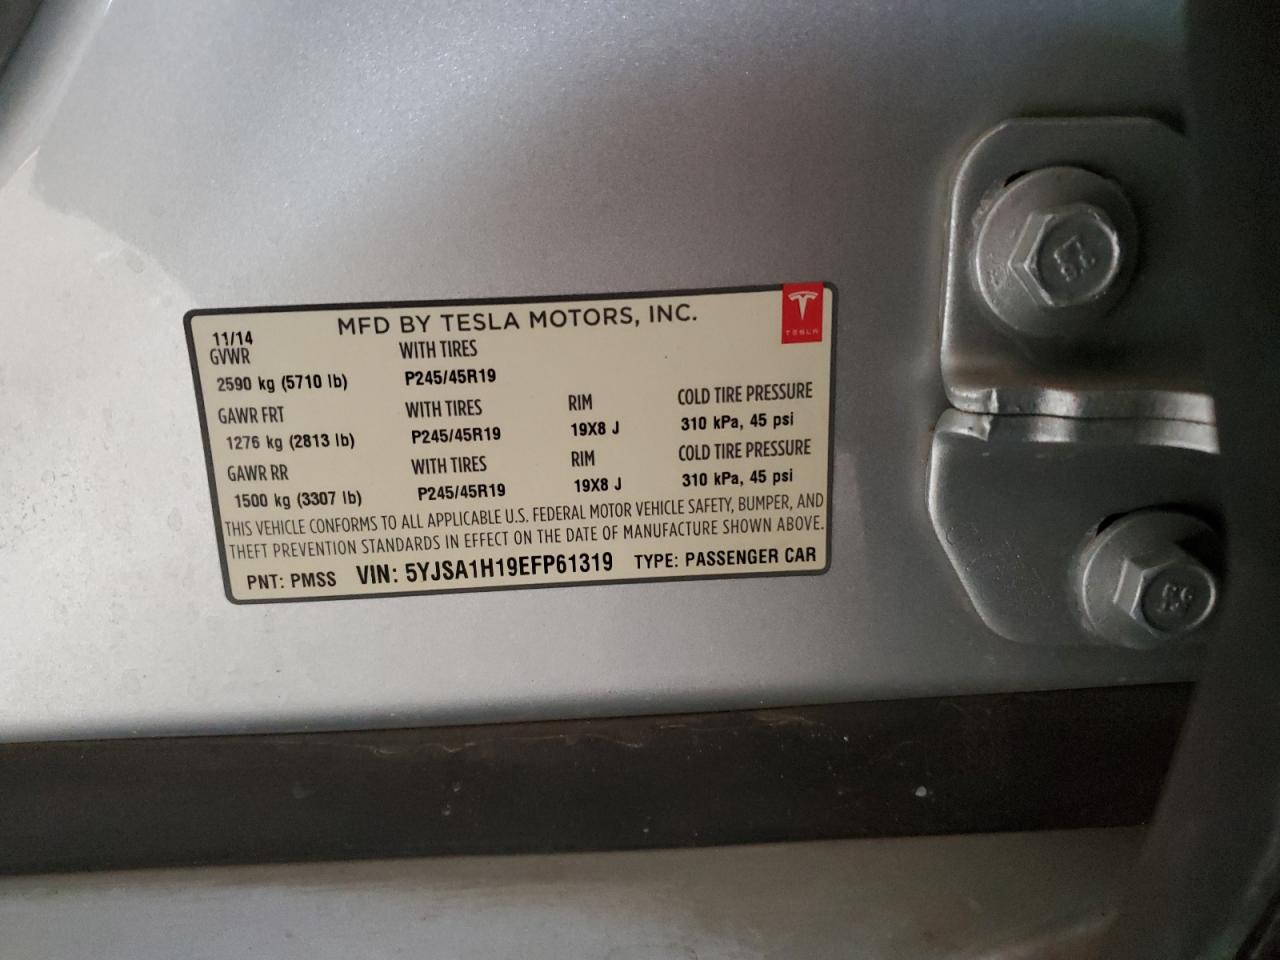 11/14
MFD BY TESLA MOTORS, INC.
TESLA
GVWR WITH TIRES
2590 kg (5710 lb) P245/45R19
GAWR FRT WITH TIRES RIM COLD TIRE PRESSURE
1276 kg (2813 lb) P245/45R19 19X8 J 310 kPa, 45 psi
GAWR RR WITH TIRES RIM COLD TIRE PRESSURE
1500 kg (3307 lb) P245/45R19 19X8 J 310 kPa, 45 psi
THIS VEHICLE CONFORMS TO ALL APPLICABLE U.S. FEDERAL MOTOR VEHICLE SAFETY, BUMPER, AND
THEFT PREVENTION STANDARDS IN EFFECT ON THE DATE OF MANUFACTURE SHOWN ABOVE.
PNT: PMSS VIN: 5YJSA1H19EFP61319 TYPE: PASSENGER CAR